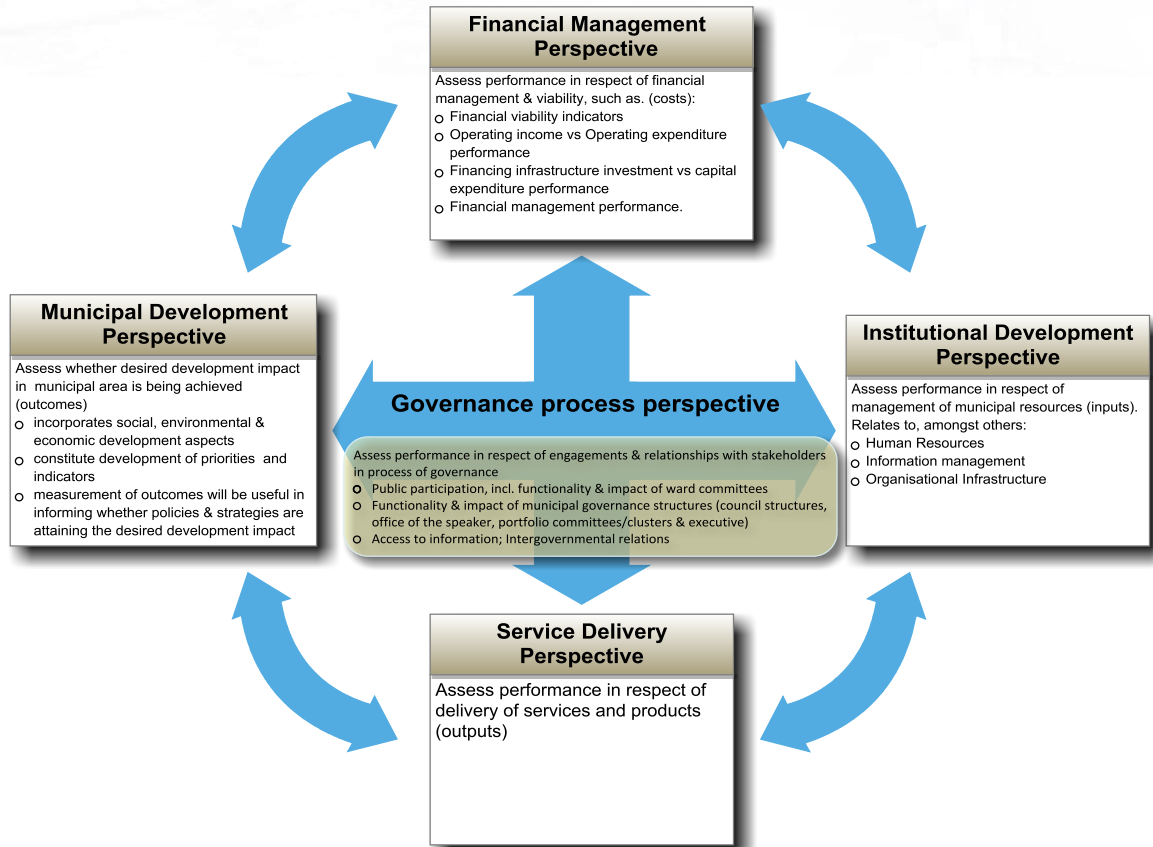 Financial Management
Perspective
Assess performance in respect of financial
management & viability, such as. (costs):
o Financial viability indicators
o Operating income vs Operating expenditure
performance
o Financing infrastructure investment vs capital
expenditure performance
o Financial management performance.
Municipal Development
Perspective
Assess whether desired development impact
in municipal area is being achieved
(outcomes)
o incorporates social, environmental &
economic development aspects
o constitute development of priorities and
indicators
o measurement of outcomes will be useful in
informing whether policies & strategies are
attaining the desired development impact
Governance process perspective
Assess performance in respect of engagements & relationships with stakeholders
in process of governance
o Public participation, incl. functionality & impact of ward committees
o Functionality & impact of municipal governance structures (council structures,
office of the speaker, portfolio committees/clusters & executive)
o Access to information; Intergovernmental relations
Institutional Development
Perspective
Assess performance in respect of
management of municipal resources (inputs).
Relates to, amongst others:
o Human Resources
o Information management
o Organisational Infrastructure
Service Delivery
Perspective
Assess performance in respect of
delivery of services and products
(outputs)